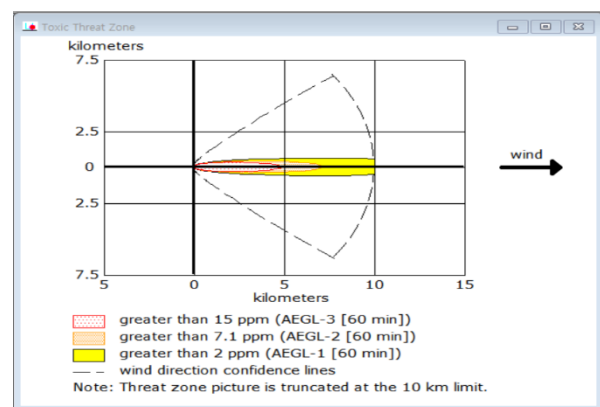 Toxic Threat Zone
kilometers
7.5
2.5
0
2.5
7.5
5 0 5 10 15
kilometers
wind
greater than 15 ppm (AEGL-3 [60 min])
greater than 7.1 ppm (AEGL-2 [60 min])
greater than 2 ppm (AEGL-1 [60 min])
wind direction confidence lines
Note: Threat zone picture is truncated at the 10 km limit.